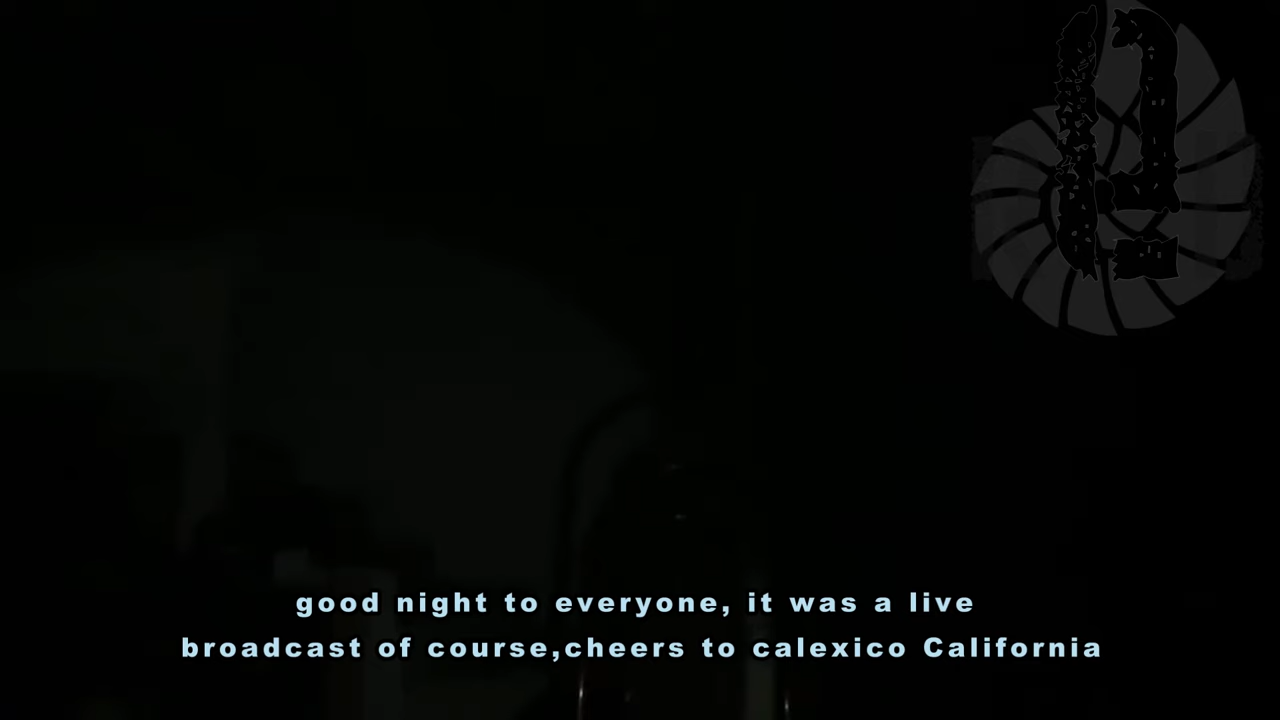 good night to everyone, it was a live
broadcast of course,cheers to calexico California